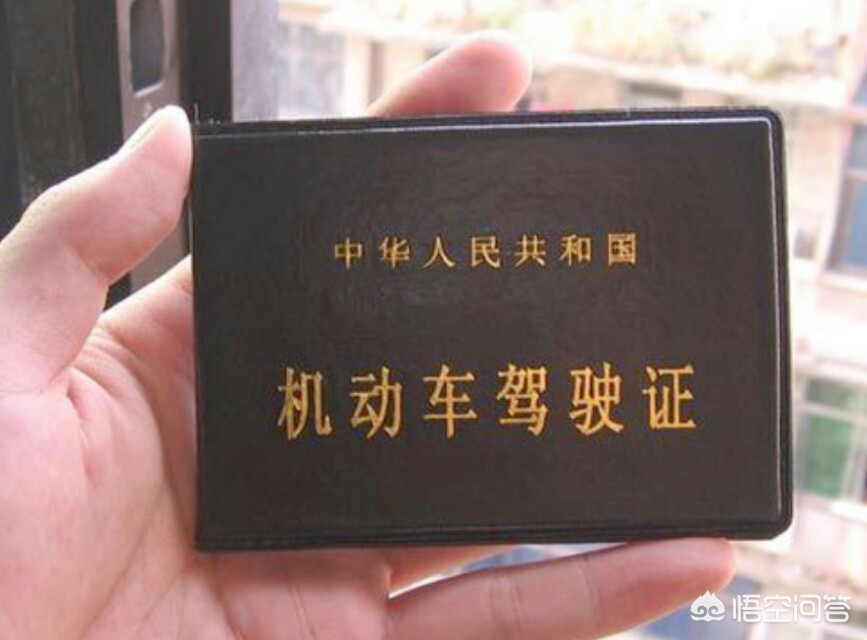 中华人民共和国
机动车驾驶证
悟空问答